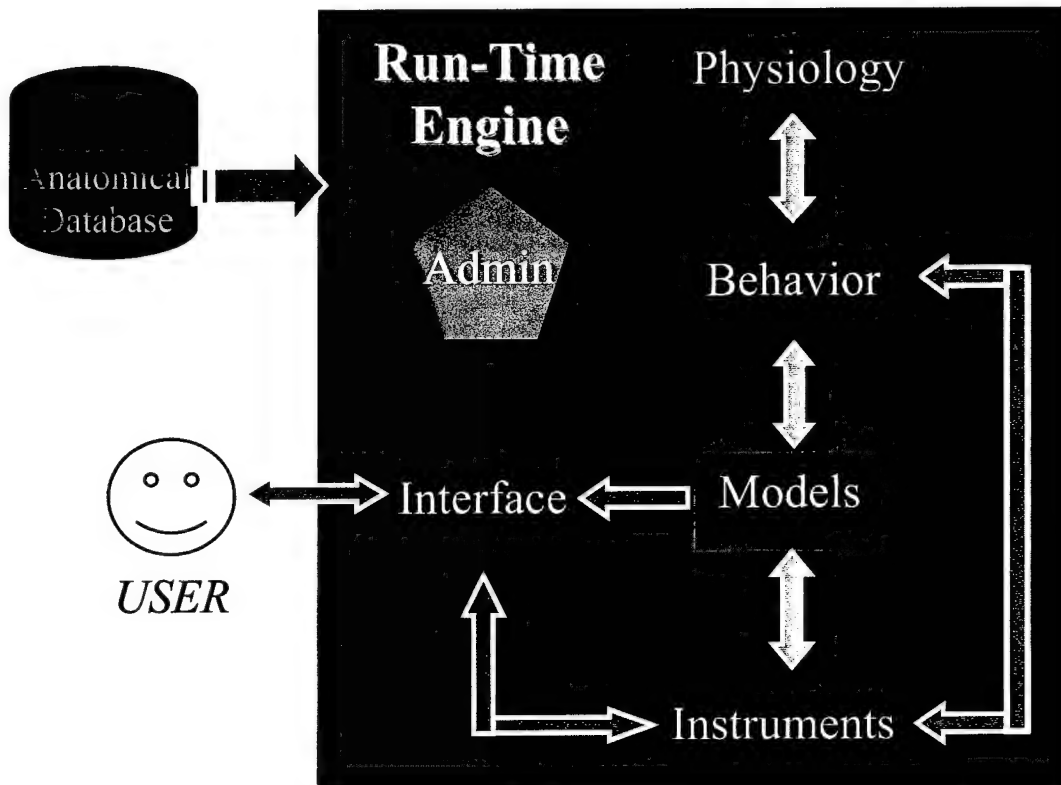 Run-Time
Engine
Physiology
Anatomical
Database
Admin
Behavior
Interface
Models
USER
Instruments